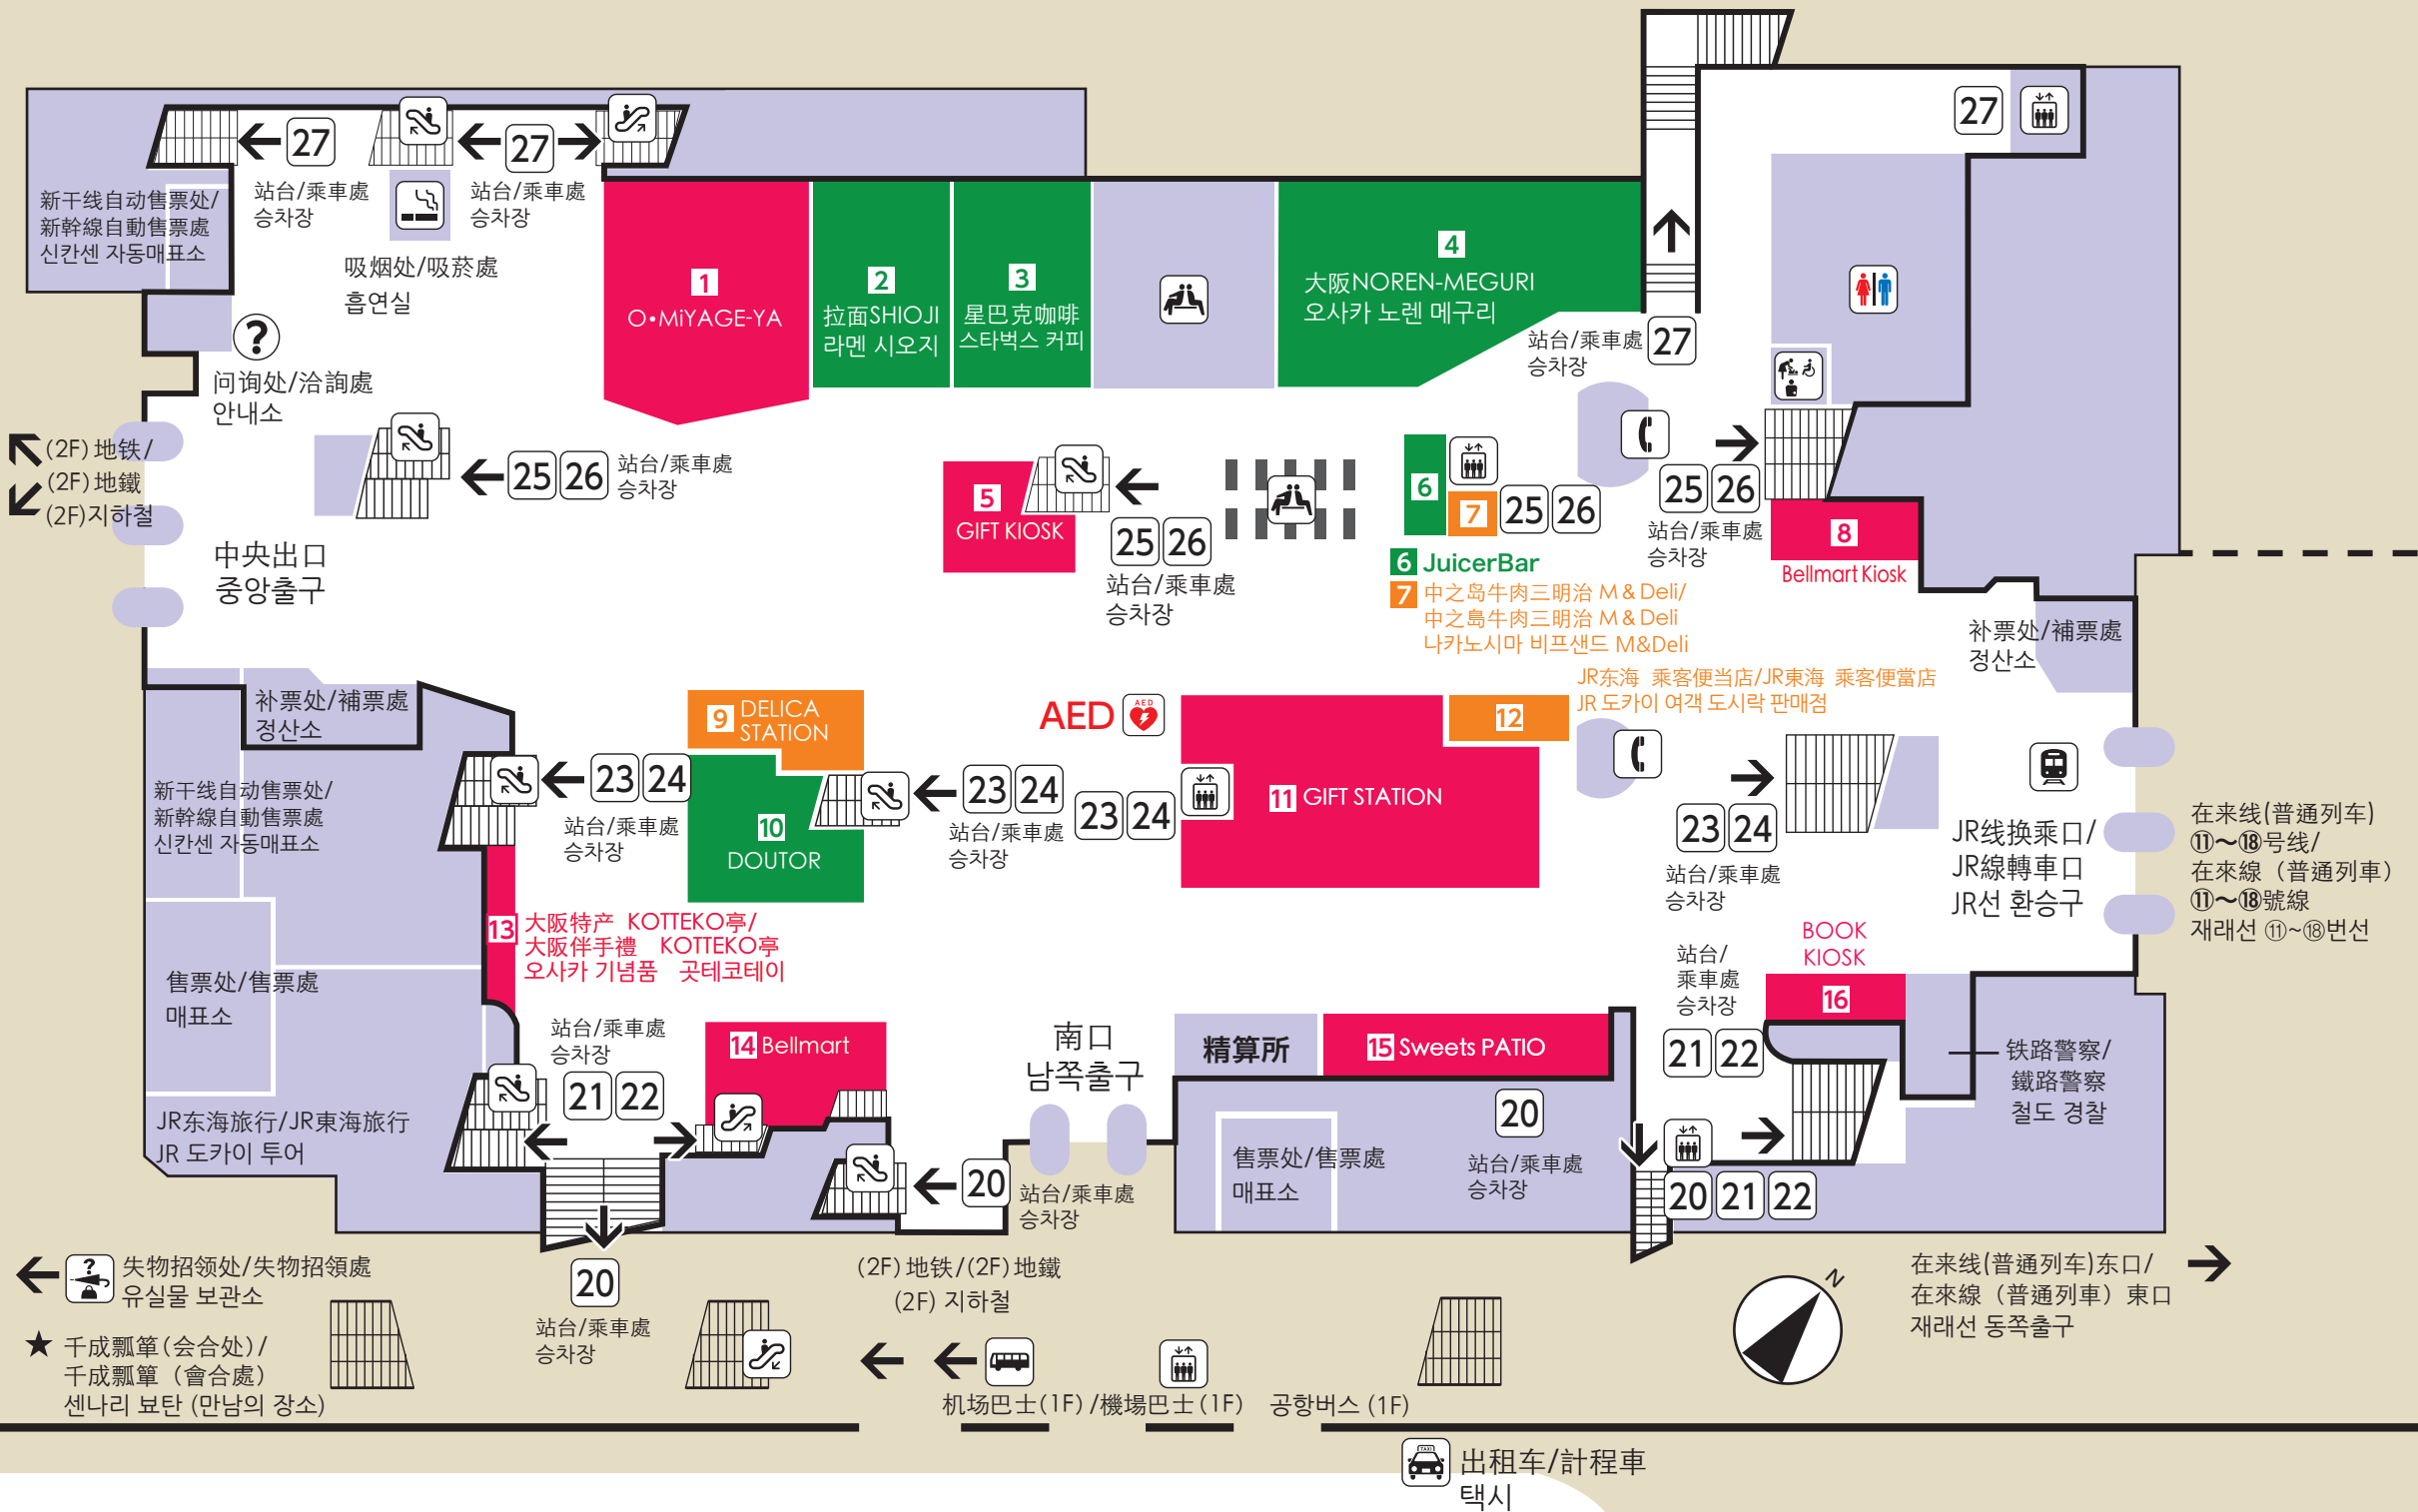 27
27
站台/乘車處
승차장
站台/乘車處
승차장
新干线自动售票处/
新幹線自動售票處
신칸센 자동매표소
吸烟处/吸菸處
흡연실
?
问询处/洽詢處
안내소
1
O•MiYAGE-YA
2
拉面SHIOJI
라멘 시오지
3
星巴克咖啡
스타벅스 커피
4
大阪NOREN-MEGURI
오사카 노렌 메구리
站台/乘車處
승차장
27
27
(2F) 地铁 /
(2F) 地鐵
(2F)지하철
25 26
站台/乘車處
승차장
中央出口
중앙출구
5
GIFT KIOSK
25 26
站台/乘車處
승차장
6
7
25 26
6 JuicerBar
7 中之岛牛肉三明治 M & Deli/
中之島牛肉三明治 M & Deli
나카노시마 비프샌드 M&Deli
25 26
站台/乘車處
승차장
8
Bellmart Kiosk
补票处/補票處
정산소
补票处/補票處
정산소
9 DELICA
STATION
10
DOUTOR
23 24
站台/乘車處
승차장
23 24
站台/乘車處
승차장
AED
AED
23 24
11 GIFT STATION
12
JR东海 乘客便当店/JR東海 乘客便當店
JR 도카이 여객 도시락 판매점
23 24
站台/乘車處
승차장
JR线换乘口/
JR線轉車口
JR선 환승구
在来线(普通列车)
⑪～⑱号线/
在來線（普通列車）
⑪～⑱號線
재래선 ⑪~⑱번선
新干线自动售票处/
新幹線自動售票處
신칸센 자동매표소
售票处/售票處
매표소
JR东海旅行/JR東海旅行
JR 도카이 투어
13 大阪特产 KOTTEKO亭/
大阪伴手禮 KOTTEKO亭
오사카 기념품 곳테코테이
站台/乘車處
승차장
21 22
14 Bellmart
20
站台/乘車處
승차장
南口
남쪽출구
精算所
15 Sweets PATIO
售票处/售票處
매표소
20
站台/乘車處
승차장
BOOK
KIOSK
16
站台/
乘車處
승차장
21 22
20 21 22
铁路警察/
鐵路警察
철도 경찰
?
失物招领处/失物招領處
유실물 보관소
★ 千成瓢箪(会合处)/
千成瓢簞（會合處）
센나리 뵤탄 (만남의 장소)
20
站台/乘車處
승차장
(2F) 地铁/(2F) 地鐵
(2F) 지하철
机场巴士(1F) /機場巴士(1F) 공항버스 (1F)
N
在来线(普通列车)东口/
在來線（普通列車）東口
재래선 동쪽출구
TAXI
出租车/計程車
택시